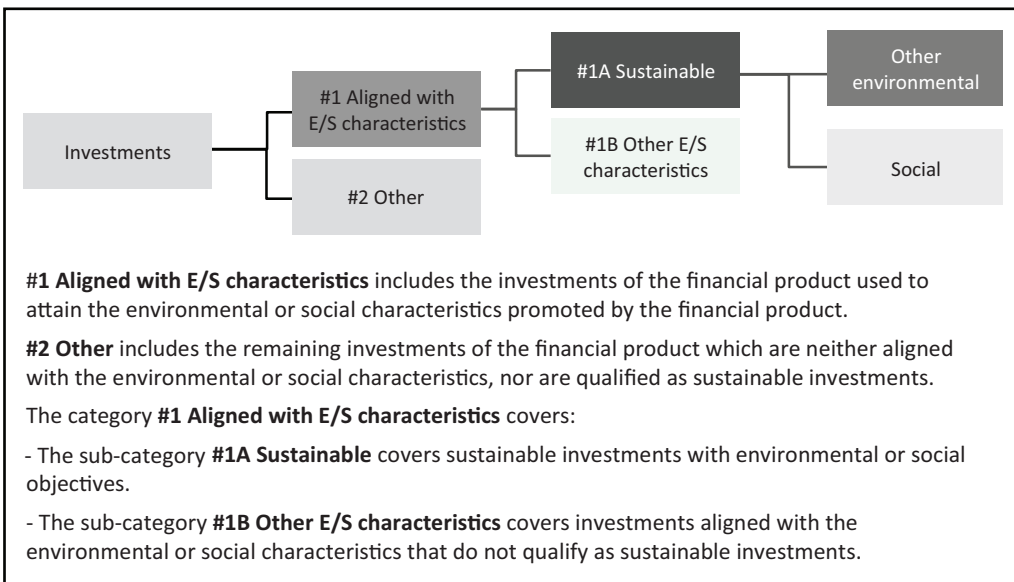 Investments
#1 Aligned with
E/S characteristics
#2 Other
#1A Sustainable
#1B Other E/S
characteristics
Other
environmental
Social
#1 Aligned with E/S characteristics includes the investments of the financial product used to
attain the environmental or social characteristics promoted by the financial product.
#2 Other includes the remaining investments of the financial product which are neither aligned
with the environmental or social characteristics, nor are qualified as sustainable investments.
The category #1 Aligned with E/S characteristics covers:
- The sub-category #1A Sustainable covers sustainable investments with environmental or social
objectives.
- The sub-category #1B Other E/S characteristics covers investments aligned with the
environmental or social characteristics that do not qualify as sustainable investments.